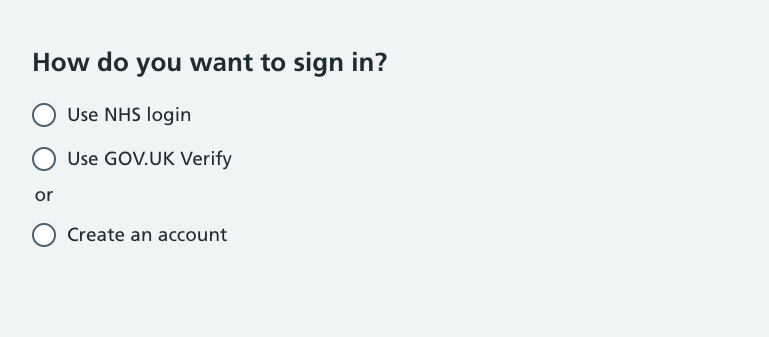 How do you want to sign in?
Use NHS login
Use GOV.UK Verify
or
Create an account